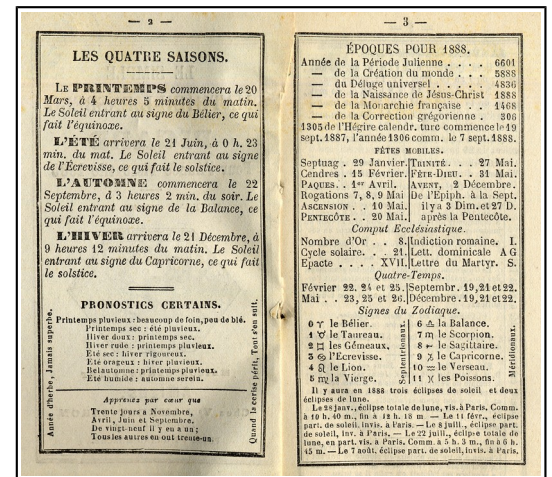 — 2 —
LES QUATRE SAISONS.
LE PRINTEMPS commencera le 20
Mars, à 4 heures 5 minutes du matin.
Le Soleil entrant au signe du Bélier, ce qui
fait l'équinoxe.
L'ÉTÉ arrivera le 21 Juin, à 0 h. 23
min. du mat. Le Soleil entrant au signe
de l'Ecrevisse, ce qui fait le solstice.
L'AUTOMNE commencera le 22
Septembre, à 3 heures 2 min. du soir. Le
Soleil entrant au signe de la Balance, ce
qui fait l'équinoxe.
L'HIVER arrivera le 21 Décembre, à
9 heures 12 minutes du matin. Le Soleil
entrant au signe du Capricorne, ce qui fait
le solstice.
PRONOSTICS CERTAINS.
Année d'herbe, Jamais superbe.
Printemps pluvieux : beaucoup de foin, peu de blé.
Printemps sec : été pluvieux.
Hiver doux : printemps sec.
Hiver rude : printemps pluvieux.
Eté sec : hiver rigoureux.
Eté orageux : hiver pluvieux.
Bel automne : printemps pluvieux.
Eté humide : automne serein.
Apprenez par cœur que
Trente jours a Novembre,
Avril, Juin et Septembre.
De vingt-neuf il y en a un ;
Tous les autres en ont trente-un.
Quand la cerise périt, Tout s'en suit.
— 3 —
ÉPOQUES POUR 1888.
Année de la Période Julienne . . . . 6601
— de la Création du monde . . . 5888
— du Déluge universel . . . . . 4836
— de la Naissance de Jésus-Christ 1888
— de la Monarchie française . . . 1468
— de la Correction grégorienne . 306
1305 de l'Hégire calendr. turc commence le 19
sept. 1887, l'année 1306 comm. le 7 sept. 1888.
FÊTES MOBILES.
Septuag . 29 Janvier. TRINITÉ . . . 27 Mai.
Cendres . 15 Février. FÊTE-DIEU . . 31 Mai.
PAQUES . . 1er Avril. AVENT, 2 Décembre.
Rogations 7, 8, 9 Mai De l'Epiph. à la Sept.
ASCENSION . 10 Mai. il y a 3 Dim. et 27 D.
PENTECÔTE . . 20 Mai. après la Pentecôte.
Comput Ecclésiastique.
Nombre d'Or . . 8. Indiction romaine. I.
Cycle solaire. . . 21. Lett. dominicale A G
Epacte . . . . XVII. Lettre du Martyr. S.
Quatre-Temps.
Février 22. 24 et 25. Septembr. 19, 21 et 22.
Mai . . 23, 25 et 26. Décembre. 19, 21 et 22.
Signes du Zodiaque.
0 ♈ le Bélier. 6 ♎ la Balance.
1 ♉ le Taureau. 7 ♏ le Scorpion.
2 ♊ les Gémeaux. 8 ♐ le Sagittaire.
3 ♋ l'Ecrevisse. 9 ♑ le Capricorne.
4 ♌ le Lion. 10 ♒ le Verseau.
5 ♍ la Vierge. 11 ♓ les Poissons.
Septentrionaux.
Méridionaux.
Il y aura en 1888 trois éclipses de soleil et deux
éclipses de lune.
Le 28 janv., éclipse totale de lune, vis. à Paris. Comm.
à 10 h. 40 m., fin à 12 h. 18 m — Le 11 févr., éclipse
part. de soleil. invis. à Paris. — Le 8 juill., éclipse part.
de soleil, inv. à Paris. — Le 22 juill., éclipse totale de
lune, en part. vis. a Paris. Comm à 5 h. 3 m., fin à 6 h.
45 m. — Le 7 août. éclipse part. de soleil, invis. à Paris.